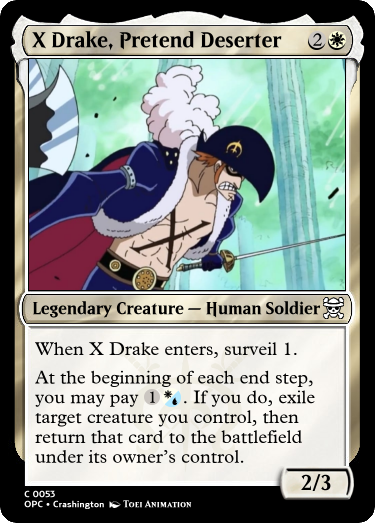 X Drake, Pretend Deserter 2
Legendary Creature — Human Soldier
When X Drake enters, surveil 1.
At the beginning of each end step,
you may pay 1 . If you do, exile
target creature you control, then
return that card to the battlefield
under its owner's control.
2/3
C 0053
OPC • Crashington TOEI ANIMATION